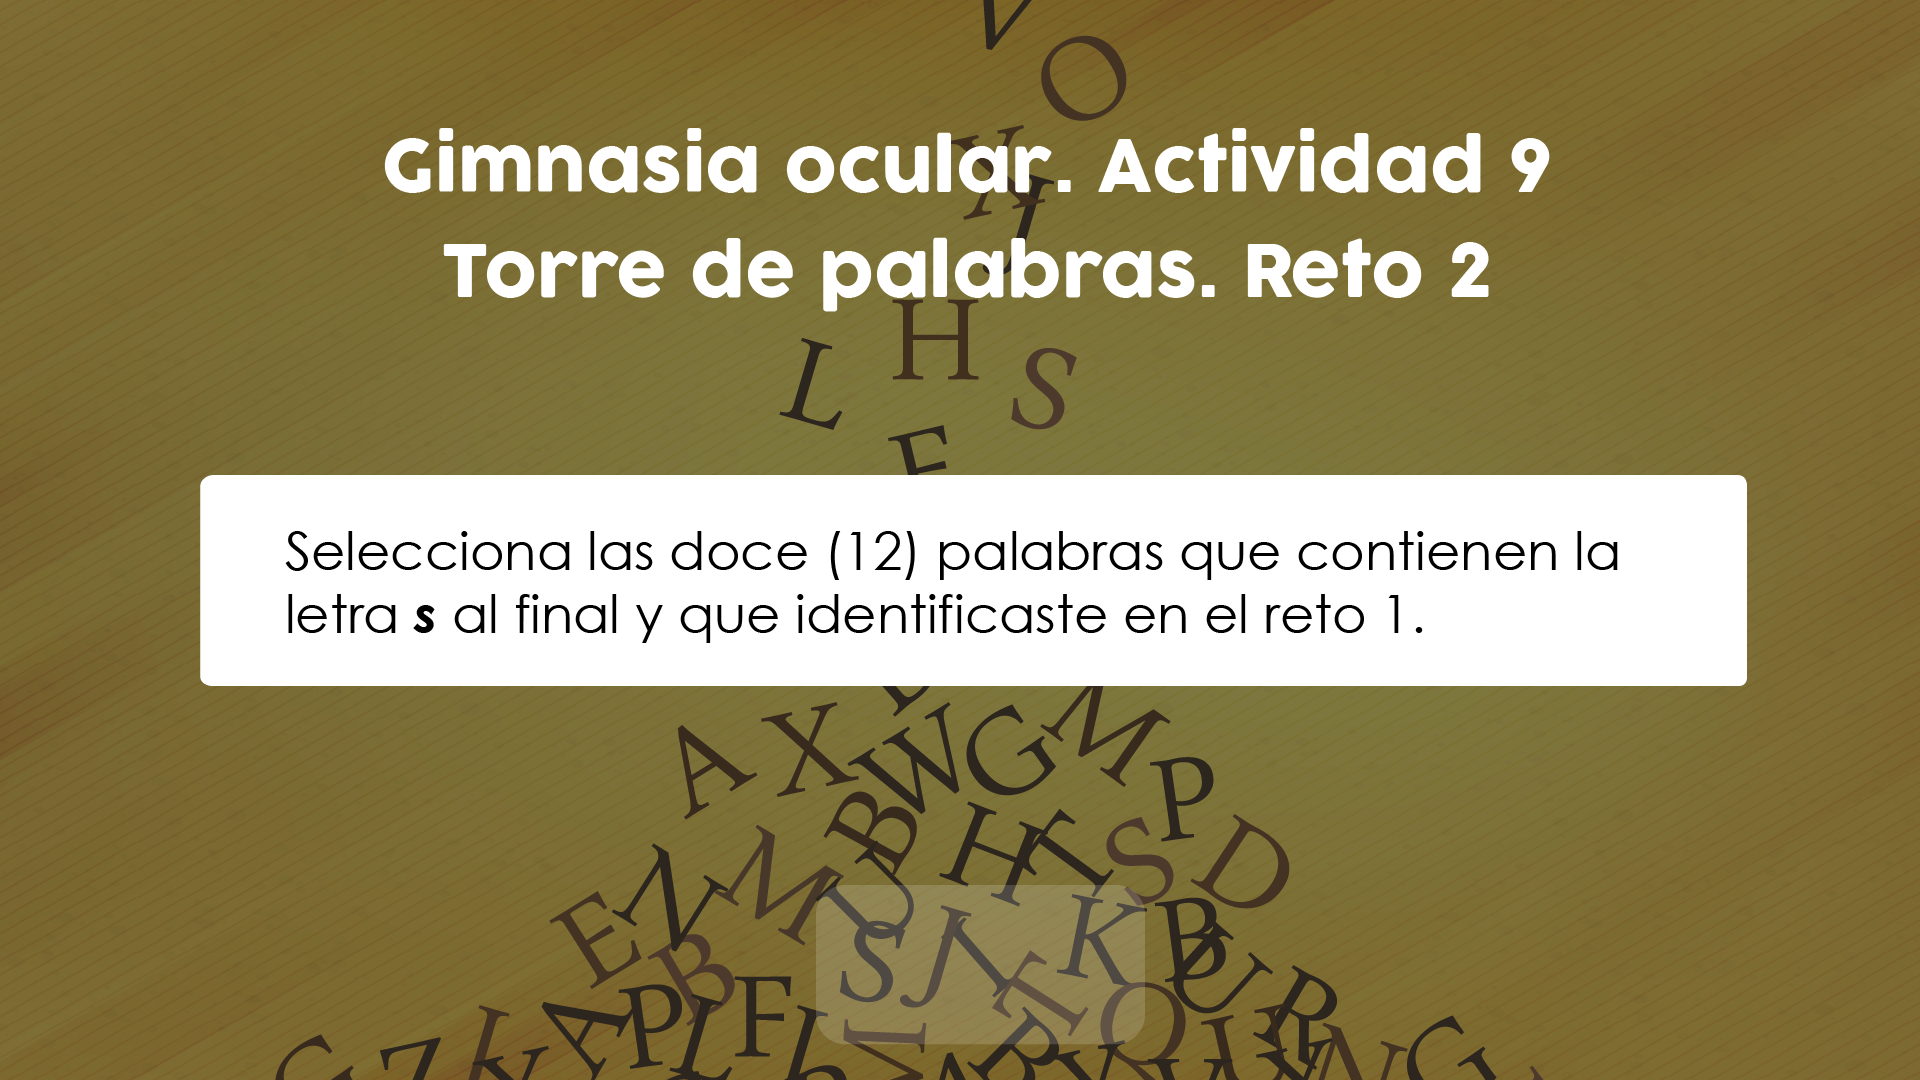 Gimnasia ocular. Actividad 9
Torre de palabras. Reto 2
Selecciona las doce (12) palabras que contienen la
letra s al final y que identificaste en el reto 1.